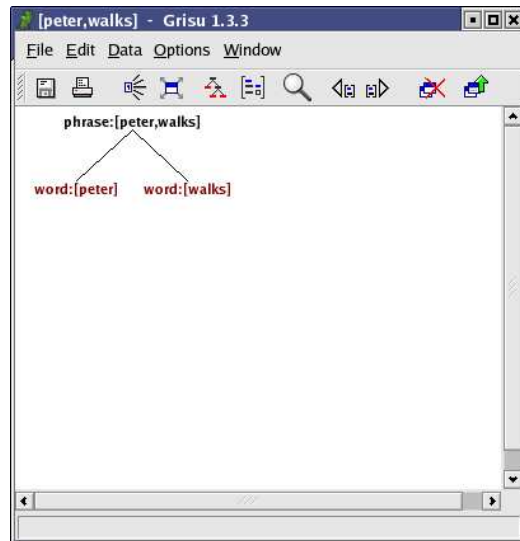 [peter,walks] - Grisu 1.3.3
File Edit Data Options Window
phrase:[peter,walks]
word:[peter] word:[walks]